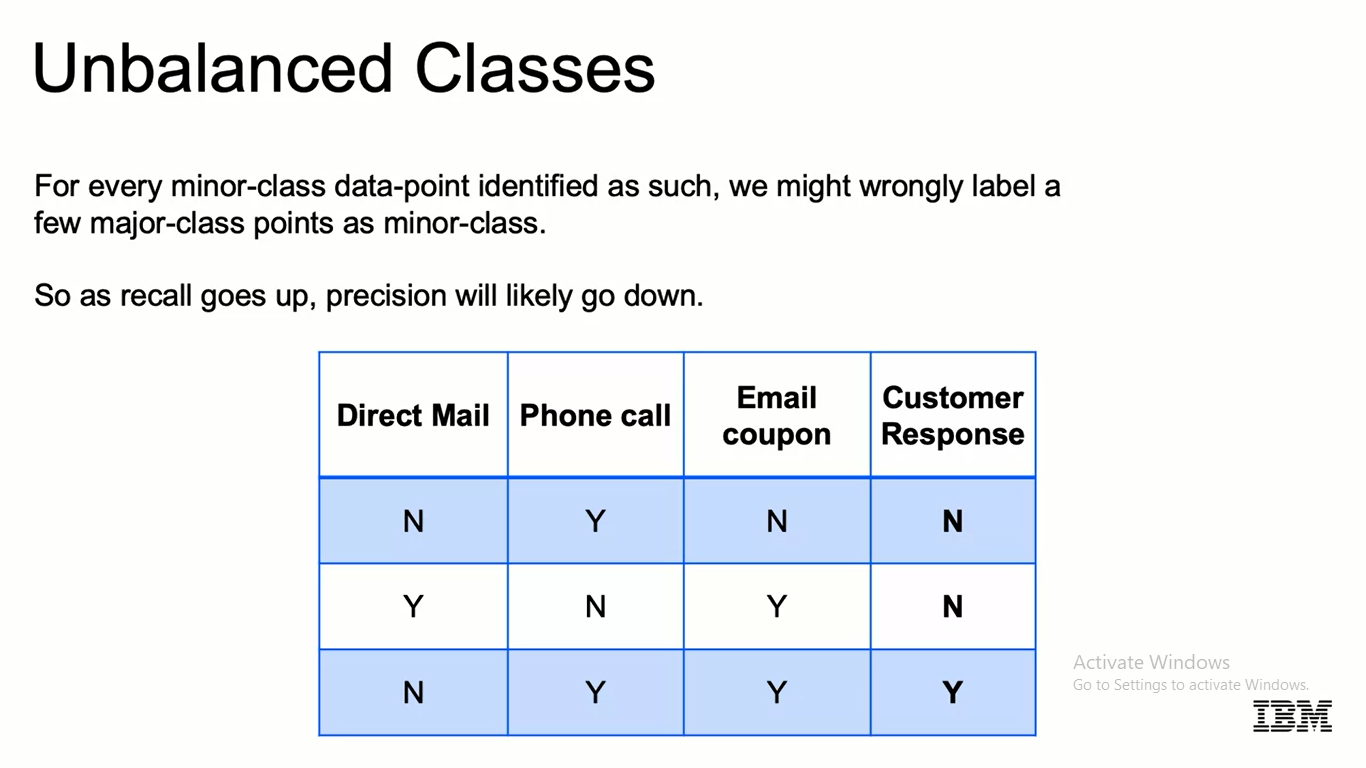 Unbalanced Classes
For every minor-class data-point identified as such, we might wrongly label a
few major-class points as minor-class.
So as recall goes up, precision will likely go down.
Direct Mail Phone call Email coupon Customer Response
N Y N N
Y N Y N
N Y Y Y
Activate Windows
Go to Settings to activate Windows.
IBM